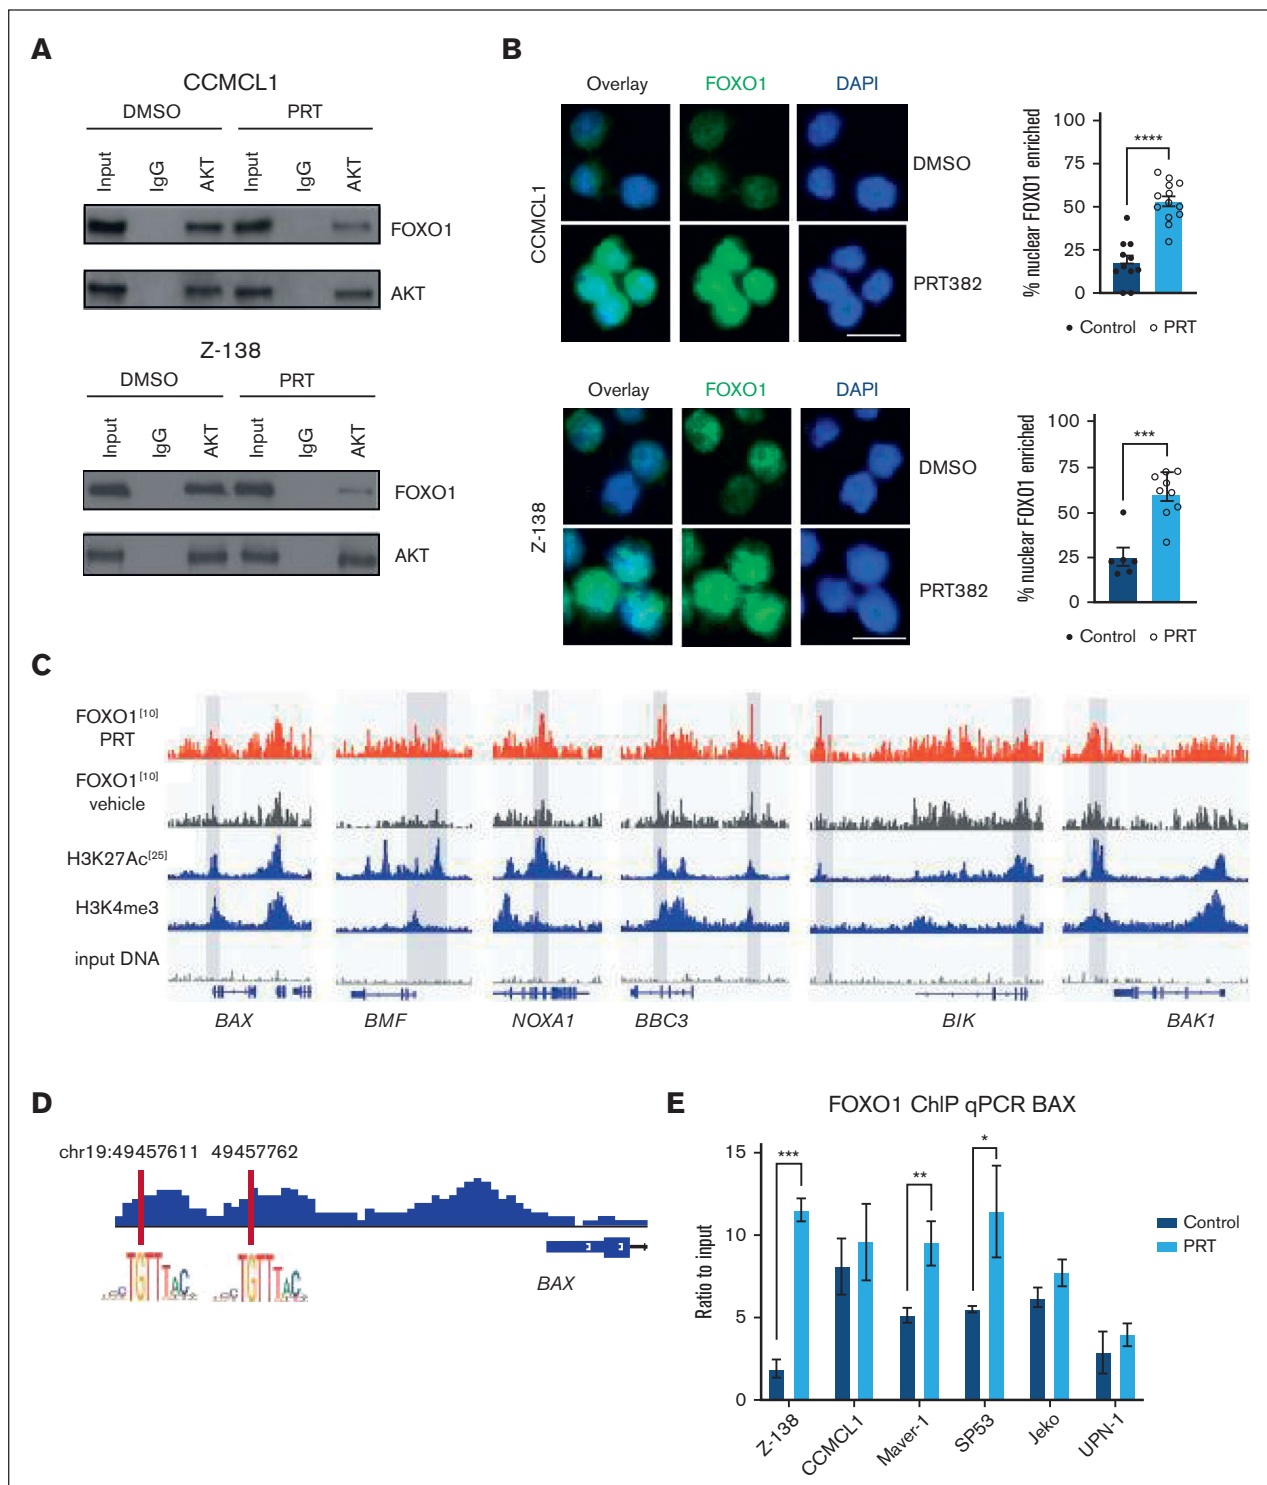 A
CCMCL1
DMSO PRT
Input IgG AKT Input IgG AKT
FOXO1
AKT
Z-138
DMSO PRT
Input IgG AKT Input IgG AKT
FOXO1
AKT
B
Overlay FOXO1 DAPI
CCMCL1
DMSO
PRT382
% nuclear FOXO1 enriched
100
75
50
25
0
****
Control PRT
Overlay FOXO1 DAPI
Z-138
DMSO
PRT382
% nuclear FOXO1 enriched
100
75
50
25
0
***
Control PRT
C
FOXO1[10]
PRT
FOXO1[10]
vehicle
H3K27Ac[25]
H3K4me3
input DNA
BAX BMF NOXA1 BBC3 BIK BAK1
D
chr19:49457611 49457762
TGTT TAC TGTT TAC
BAX
E
FOXO1 ChIP qPCR BAX
Ratio to input
15
10
5
0
*** ** *
Control
PRT
Z-138 CCMCL1 Maver-1 SP53 Jeko UPN-1